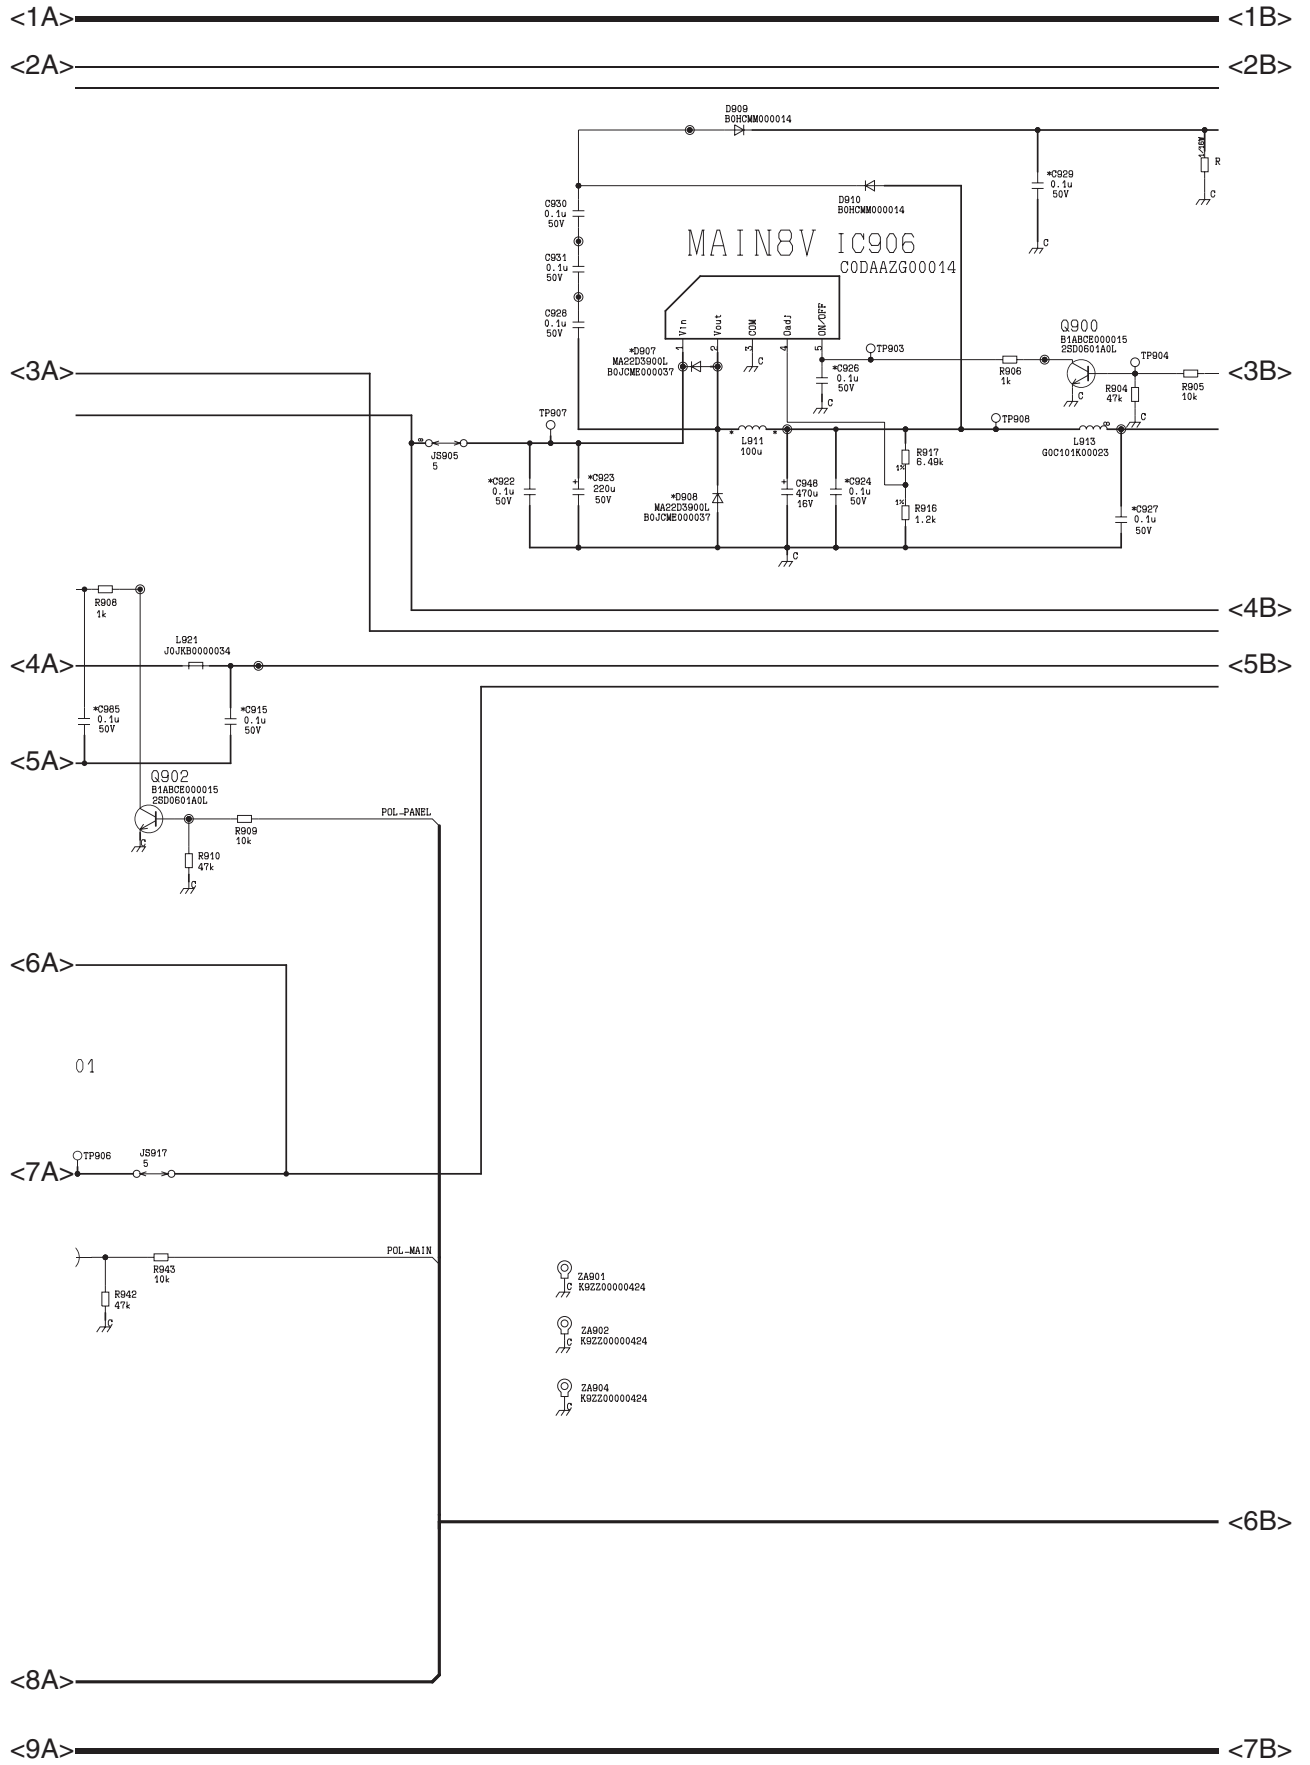 <1A>
<1B>
<2A>
<2B>
D909
B0HCMM000014
1/16W
R
C
*C929
0.1u
50V
C
D910
B0HCMM000014
C930
0.1u
50V
MAIN8V IC906
C0DAAZG00014
C931
0.1u
50V
C928
0.1u
50V
Vin
Vout
COM
Oadj
ON/OFF
1
2
3
4
5
C
*D907
MA22D3900L
B0JCME000037
TP903
*C926
0.1u
50V
C
R906
1k
Q900
B1ABCE000015
2SD0601A0L
C
TP904
R904
47k
C
R905
10k
<3A>
<3B>
TP907
JS905
5
*
*
L911
100u
TP908
L913
G0C101K00023
*C922
0.1u
50V
*C923
220u
50V
*D908
MA22D3900L
B0JCME000037
C948
470u
16V
*C924
0.1u
50V
R917
6.49k
1%
R916
1.2k
1%
*C927
0.1u
50V
C
R908
1k
<4B>
L921
J0JKB0000034
<4A>
<5B>
*C985
0.1u
50V
*C915
0.1u
50V
<5A>
Q902
B1ABCE000015
2SD0601A0L
C
R909
10k
POL-PANEL
R910
47k
C
<6A>
01
TP906
JS917
5
<7A>
POL-MAIN
R943
10k
R942
47k
C
ZA901
C K9ZZ00000424
ZA902
C K9ZZ00000424
ZA904
C K9ZZ00000424
<6B>
<8A>
<9A>
<7B>